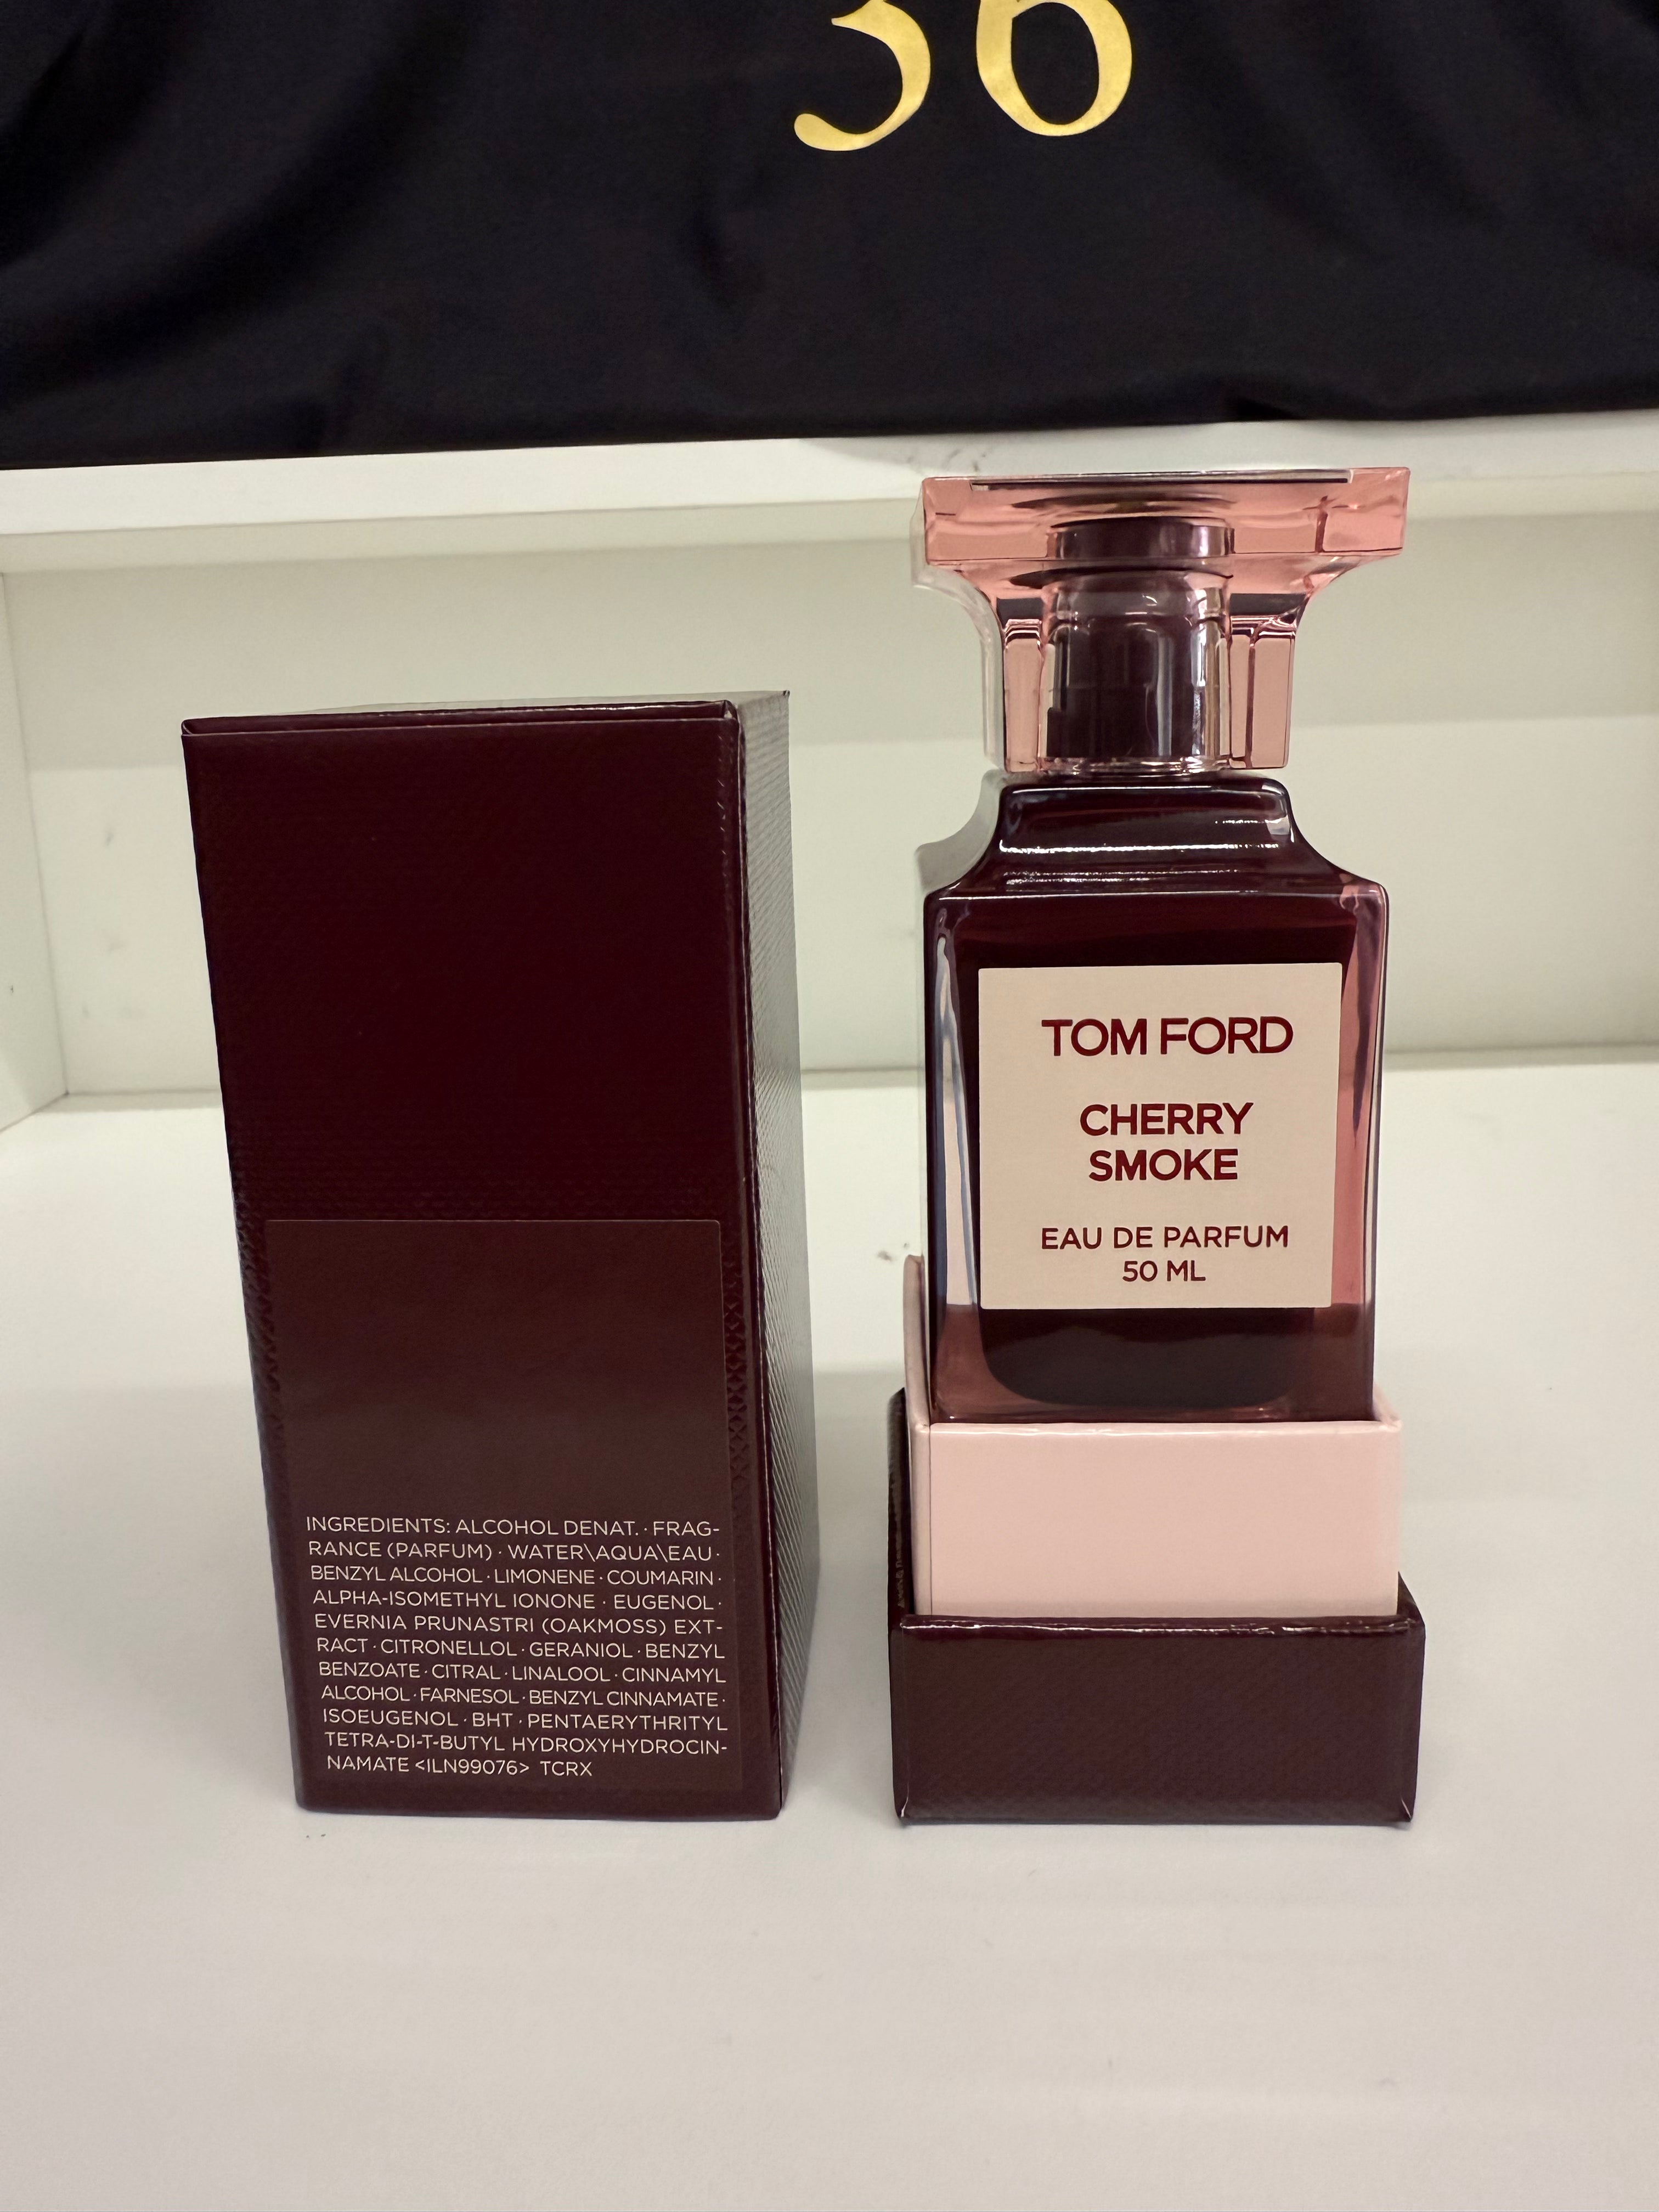 36
TOM FORD
CHERRY
SMOKE
EAU DE PARFUM
50 ML
INGREDIENTS: ALCOHOL DENAT. · FRAG-
RANCE (PARFUM) · WATER\AQUA\EAU ·
BENZYL ALCOHOL · LIMONENE · COUMARIN ·
ALPHA-ISOMETHYL IONONE · EUGENOL ·
EVERNIA PRUNASTRI (OAKMOSS) EXT-
RACT · CITRONELLOL · GERANIOL · BENZYL
BENZOATE · CITRAL · LINALOOL · CINNAMYL
ALCOHOL · FARNESOL · BENZYL CINNAMATE ·
ISOEUGENOL · BHT · PENTAERYTHRITYL
TETRA-DI-T-BUTYL HYDROXYHYDROCIN-
NAMATE <ILN99076> TCRX